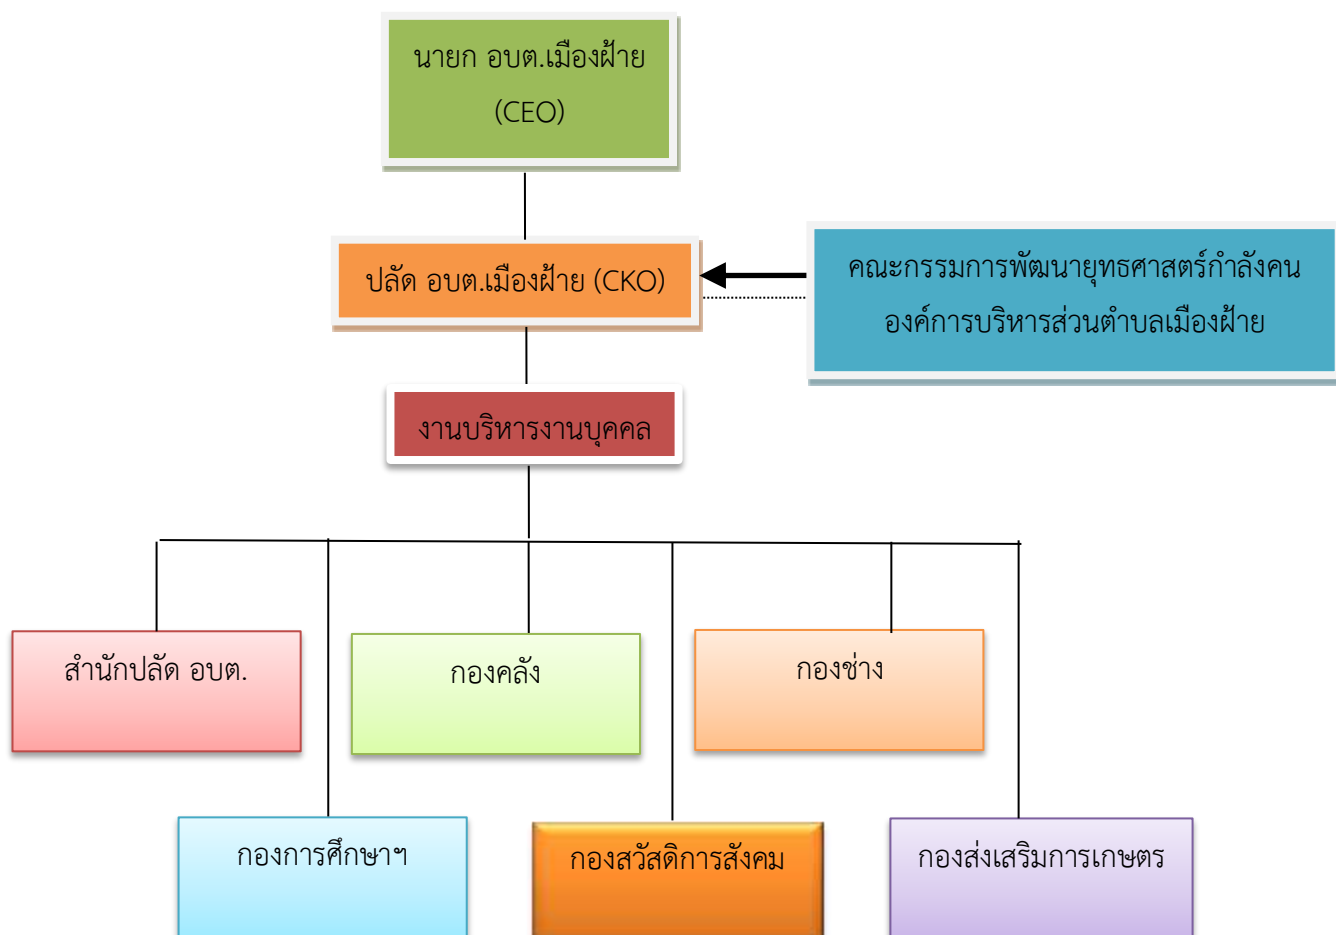 นายก อบต.เมืองฝ้าย
(CEO)
ปลัด อบต.เมืองฝ้าย (CKO)
คณะกรรมการพัฒนายุทธศาสตร์กำลังคน
องค์การบริหารส่วนตำบลเมืองฝ้าย
งานบริหารงานบุคคล
สำนักปลัด อบต.
กองคลัง
กองช่าง
กองการศึกษาฯ
กองสวัสดิการสังคม
กองส่งเสริมการเกษตร